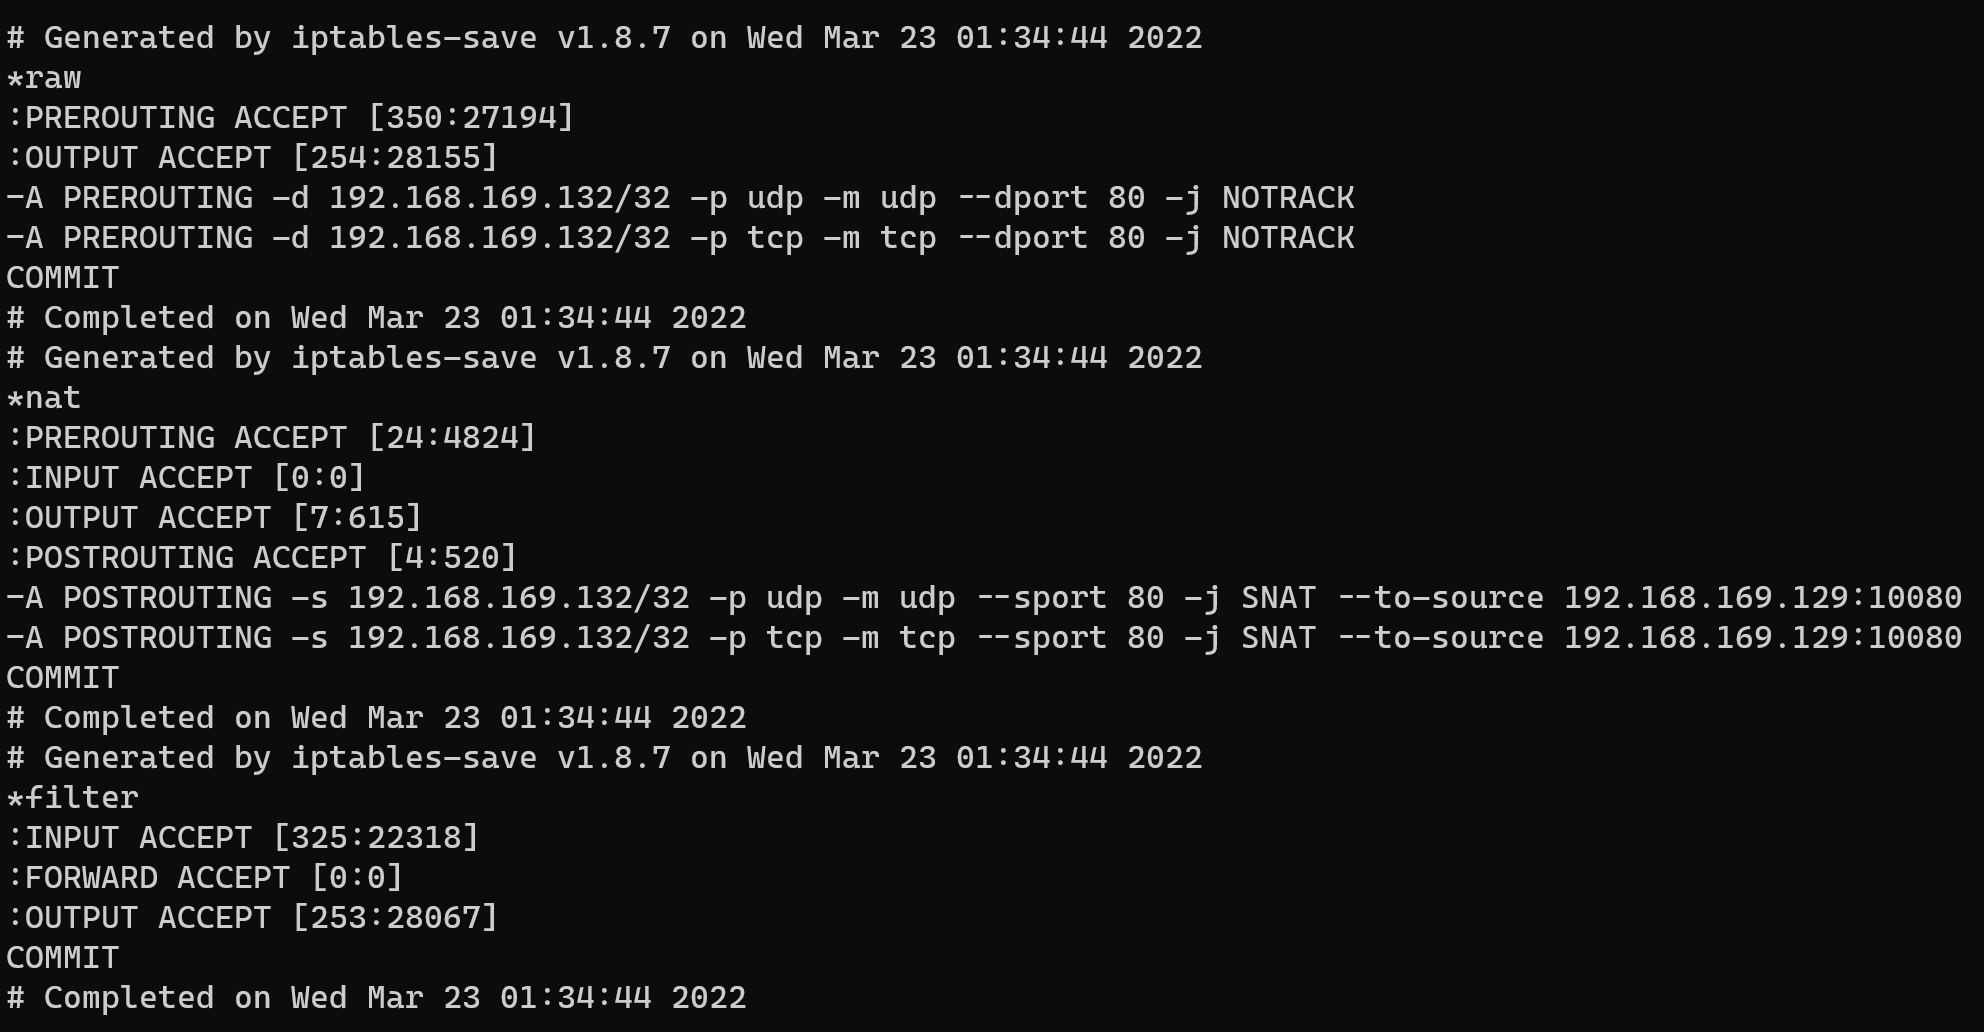 # Generated by iptables-save v1.8.7 on Wed Mar 23 01:34:44 2022
*raw
:PREROUTING ACCEPT [350:27194]
:OUTPUT ACCEPT [254:28155]
-A PREROUTING -d 192.168.169.132/32 -p udp -m udp --dport 80 -j NOTRACK
-A PREROUTING -d 192.168.169.132/32 -p tcp -m tcp --dport 80 -j NOTRACK
COMMIT
# Completed on Wed Mar 23 01:34:44 2022
# Generated by iptables-save v1.8.7 on Wed Mar 23 01:34:44 2022
*nat
:PREROUTING ACCEPT [24:4824]
:INPUT ACCEPT [0:0]
:OUTPUT ACCEPT [7:615]
:POSTROUTING ACCEPT [4:520]
-A POSTROUTING -s 192.168.169.132/32 -p udp -m udp --sport 80 -j SNAT --to-source 192.168.169.129:10080
-A POSTROUTING -s 192.168.169.132/32 -p tcp -m tcp --sport 80 -j SNAT --to-source 192.168.169.129:10080
COMMIT
# Completed on Wed Mar 23 01:34:44 2022
# Generated by iptables-save v1.8.7 on Wed Mar 23 01:34:44 2022
*filter
:INPUT ACCEPT [325:22318]
:FORWARD ACCEPT [0:0]
:OUTPUT ACCEPT [253:28067]
COMMIT
# Completed on Wed Mar 23 01:34:44 2022